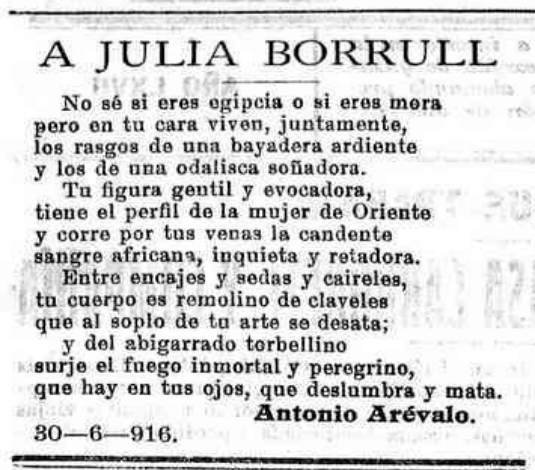 A JULIA BORRULL
No sé si eres egipcia o si eres mora
pero en tu cara viven, juntamente,
los rasgos de una bayadera ardiente
y los de una odalisca soñadora.
Tu figura gentil y evocadora,
tiene el perfil de la mujer de Oriente
y corre por tus venas la candente
sangre africana, inquieta y retadora.
Entre encajes y sedas y caireles,
tu cuerpo es remolino de claveles
que al soplo de tu arte se desata;
y del abigarrado torbellino
surje el fuego inmortal y peregrino,
que hay en tus ojos, que deslumbra y mata.
Antonio Arévalo.
30—6—916.